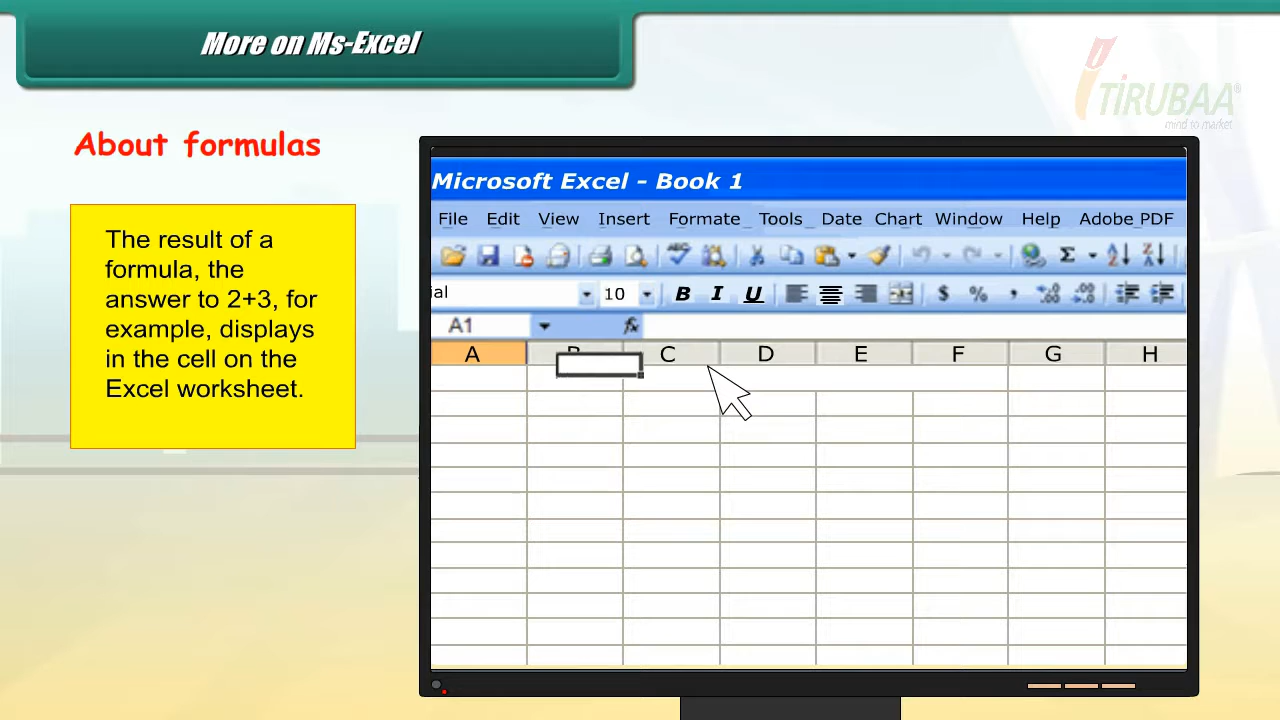 More on Ms-Excel
TiRUBAA®
mind to market
About formulas
The result of a
formula, the
answer to 2+3, for
example, displays
in the cell on the
Excel worksheet.
Microsoft Excel - Book 1
File Edit View Insert Formate Tools Date Chart Window Help Adobe PDF
ial 10 B I U $ % ,
A1 fx
A B C D E F G H